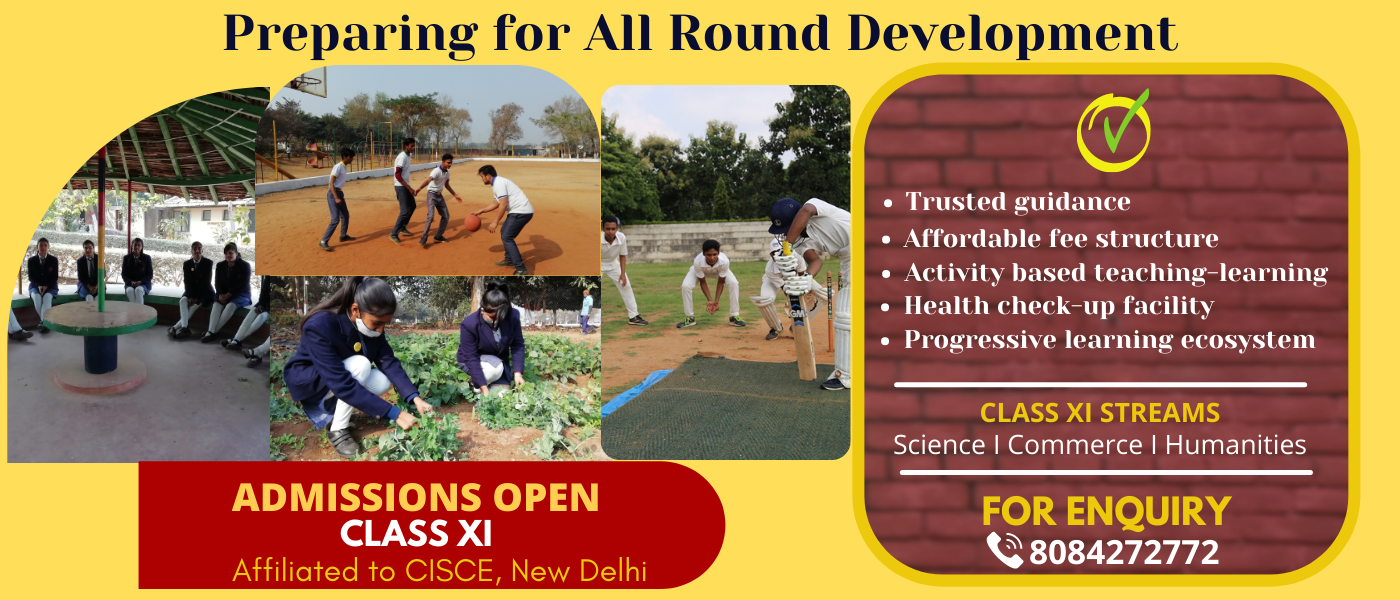 Preparing for All Round Development
• Trusted guidance
• Affordable fee structure
• Activity based teaching-learning
• Health check-up facility
• Progressive learning ecosystem
CLASS XI STREAMS
Science I Commerce I Humanities
FOR ENQUIRY
8084272772
ADMISSIONS OPEN
CLASS XI
Affiliated to CISCE, New Delhi
GM